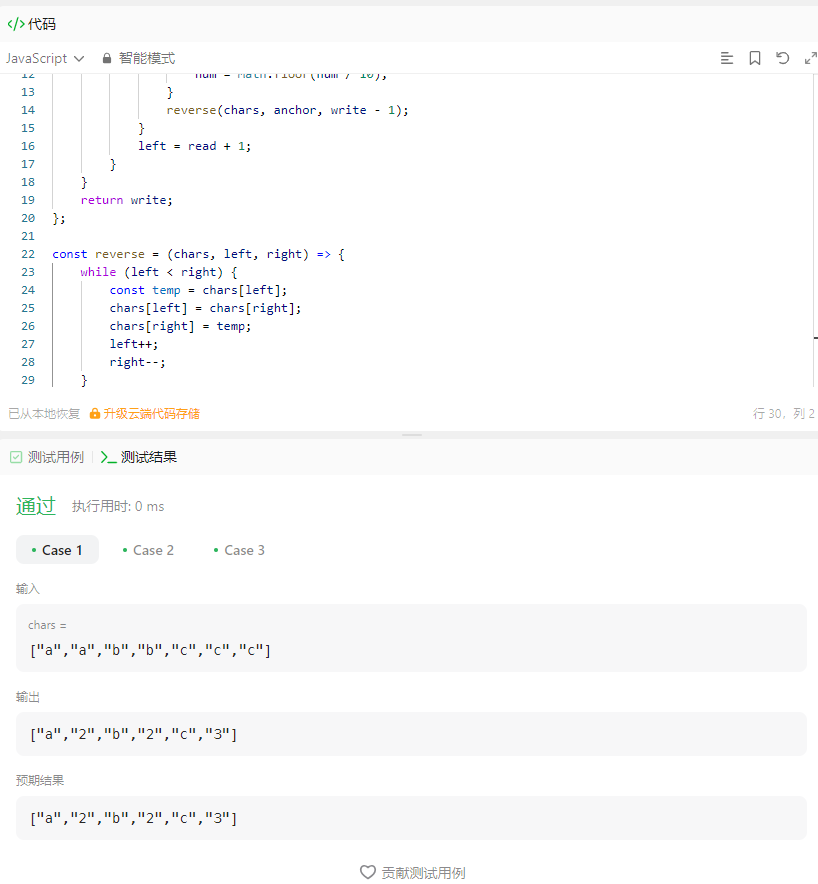 </> 代码
JavaScript 智能模式
12 num = Math.floor(num / 10);
13 }
14 reverse(chars, anchor, write - 1);
15 }
16 left = read + 1;
17 }
18 }
19 return write;
20 };
21
22 const reverse = (chars, left, right) => {
23 while (left < right) {
24 const temp = chars[left];
25 chars[left] = chars[right];
26 chars[right] = temp;
27 left++;
28 right--;
29 }
已从本地恢复 升级云端代码存储 行 30，列 2
测试用例 >_ 测试结果
通过 执行用时: 0 ms
• Case 1 • Case 2 • Case 3
输入
chars =
["a","a","b","b","c","c","c"]
输出
["a","2","b","2","c","3"]
预期结果
["a","2","b","2","c","3"]
贡献测试用例